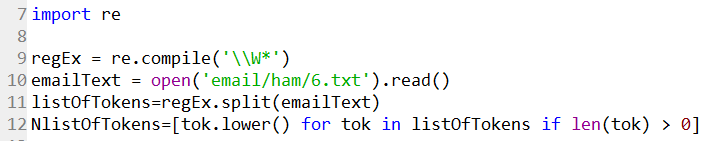 7 import re
8
9 regEx = re.compile('\\W*')
10 emailText = open('email/ham/6.txt').read()
11 listOfTokens=regEx.split(emailText)
12 NlistOfTokens=[tok.lower() for tok in listOfTokens if len(tok) > 0]